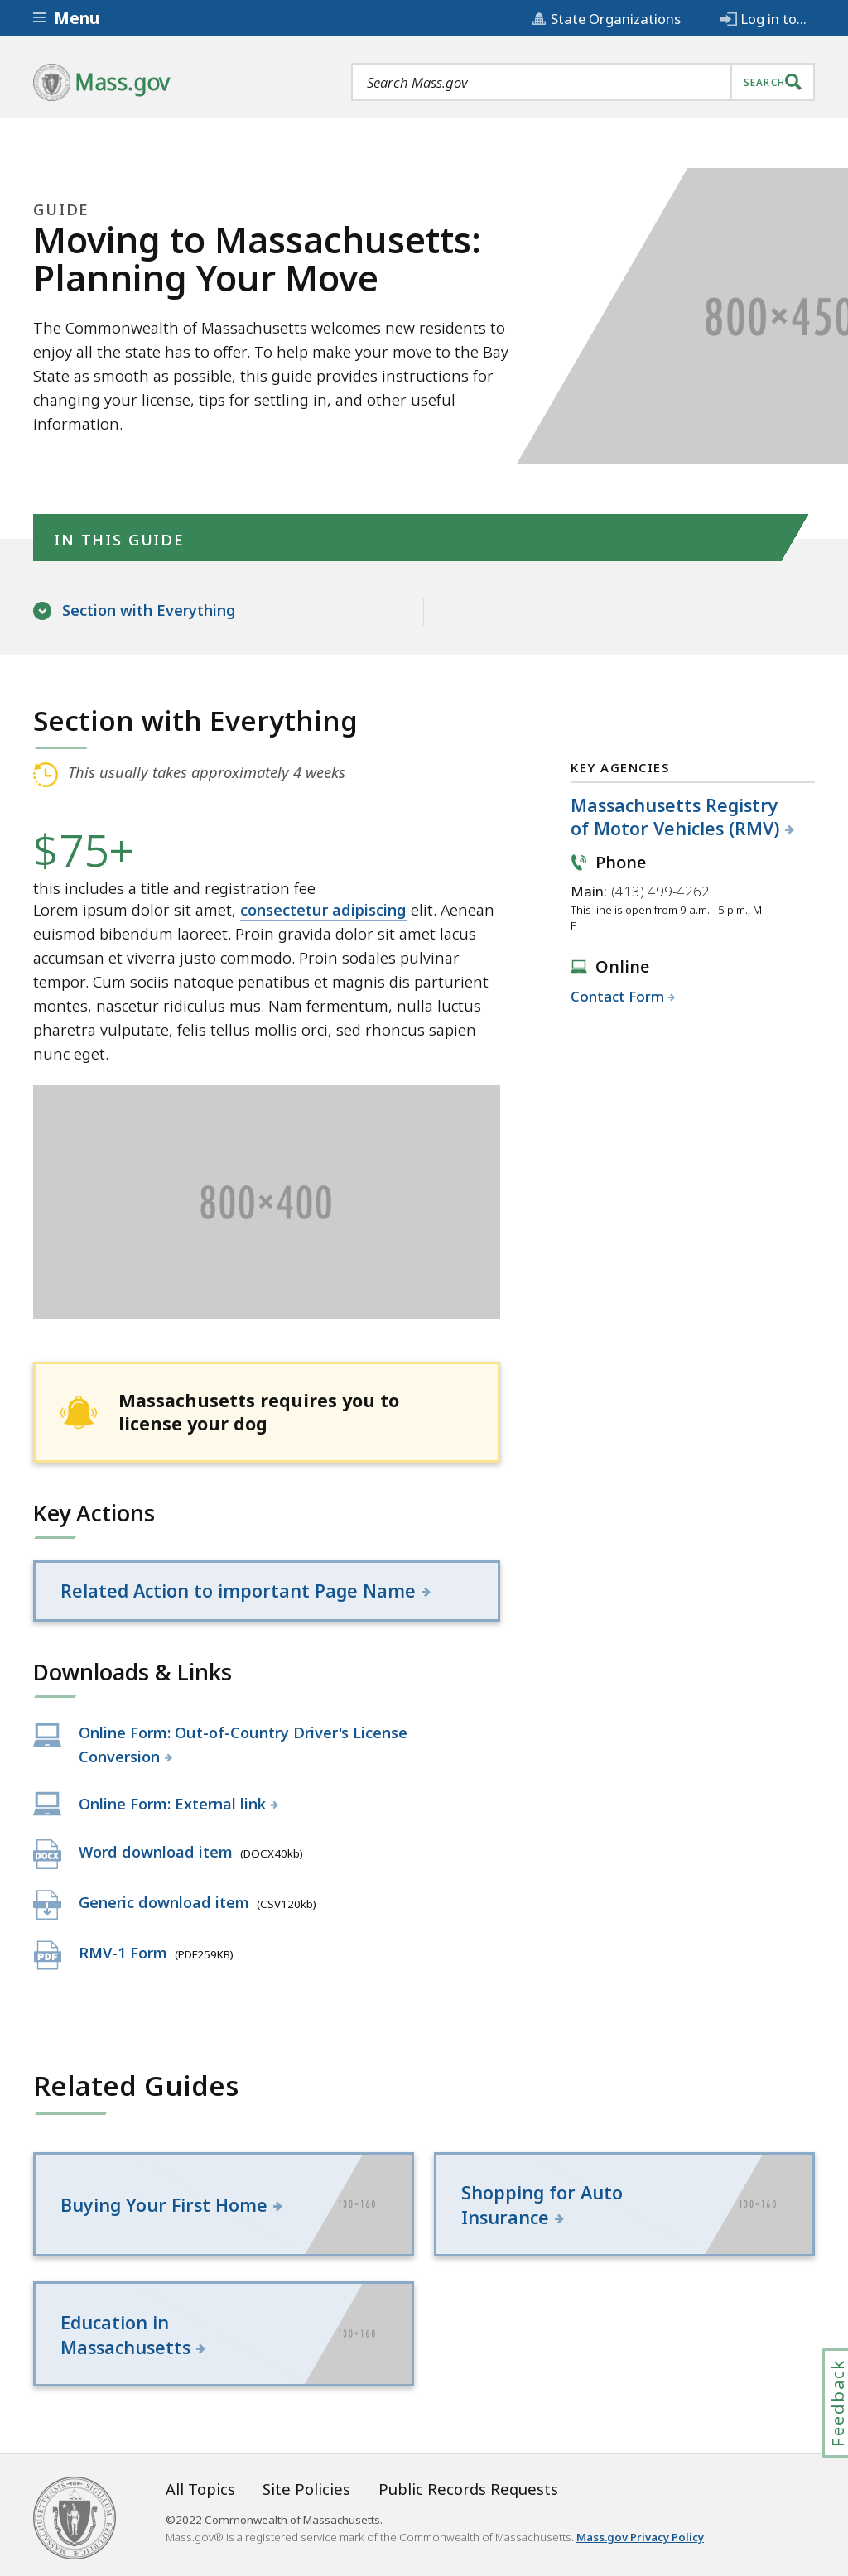 Menu
State Organizations
Log in to...
Mass.gov
Search Mass.gov
SEARCH
GUIDE
Moving to Massachusetts:
Planning Your Move
The Commonwealth of Massachusetts welcomes new residents to
enjoy all the state has to offer. To help make your move to the Bay
State as smooth as possible, this guide provides instructions for
changing your license, tips for settling in, and other useful
information.
800×450
IN THIS GUIDE
Section with Everything
Section with Everything
This usually takes approximately 4 weeks
$75+
this includes a title and registration fee
Lorem ipsum dolor sit amet, consectetur adipiscing elit. Aenean
euismod bibendum laoreet. Proin gravida dolor sit amet lacus
accumsan et viverra justo commodo. Proin sodales pulvinar
tempor. Cum sociis natoque penatibus et magnis dis parturient
montes, nascetur ridiculus mus. Nam fermentum, nulla luctus
pharetra vulputate, felis tellus mollis orci, sed rhoncus sapien
nunc eget.
800×400
Massachusetts requires you to
license your dog
Key Actions
Related Action to important Page Name
Downloads & Links
Online Form: Out-of-Country Driver's License
Conversion
Online Form: External link
DOCX
Word download item (DOCX40kb)
Generic download item (CSV120kb)
PDF
RMV-1 Form (PDF259KB)
KEY AGENCIES
Massachusetts Registry
of Motor Vehicles (RMV)
Phone
Main: (413) 499-4262
This line is open from 9 a.m. - 5 p.m., M-
F
Online
Contact Form
Related Guides
Buying Your First Home
130×160
Shopping for Auto
Insurance
130×160
Education in
Massachusetts
130×160
Feedback
All Topics
Site Policies
Public Records Requests
©2022 Commonwealth of Massachusetts.
Mass.gov® is a registered service mark of the Commonwealth of Massachusetts. Mass.gov Privacy Policy